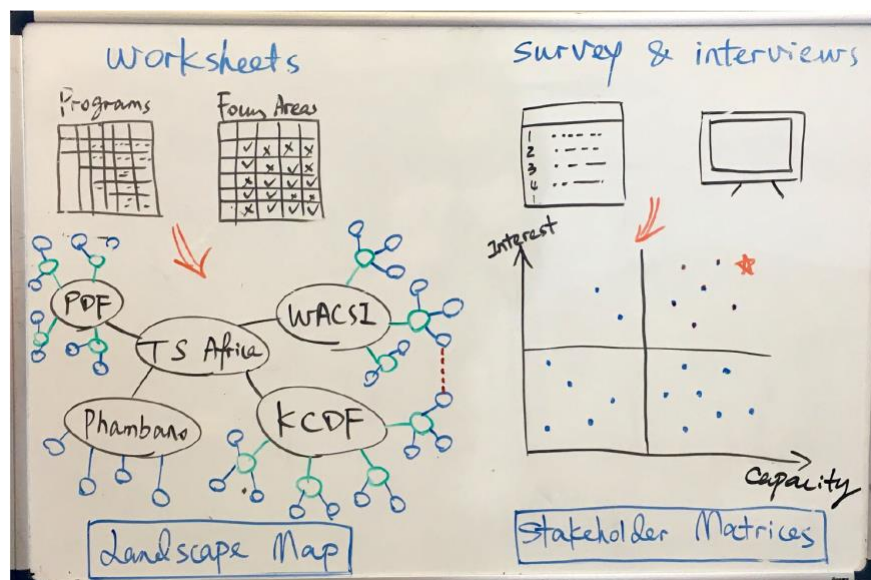 Worksheets
Programs
Focus Areas
PDF
WACSI
TS Africa
Phambano
KCDF
Landscape Map
Survey & interviews
1
2
3
4
Interest
Capacity
Stakeholder Matrices